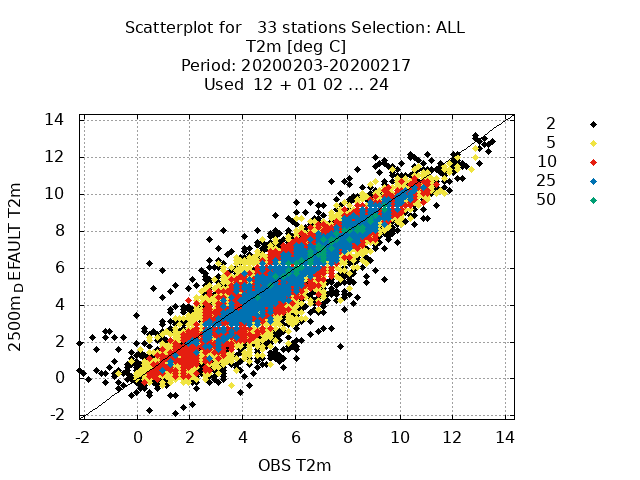 Scatterplot for 33 stations Selection: ALL
T2m [deg C]
Period: 20200203-20200217
Used 12 + 01 02 ... 24
14
12
10
8
6
4
2
0
-2
2500m_DEFAULT T2m
-2 0 2 4 6 8 10 12 14
OBS T2m
2
5
10
25
50